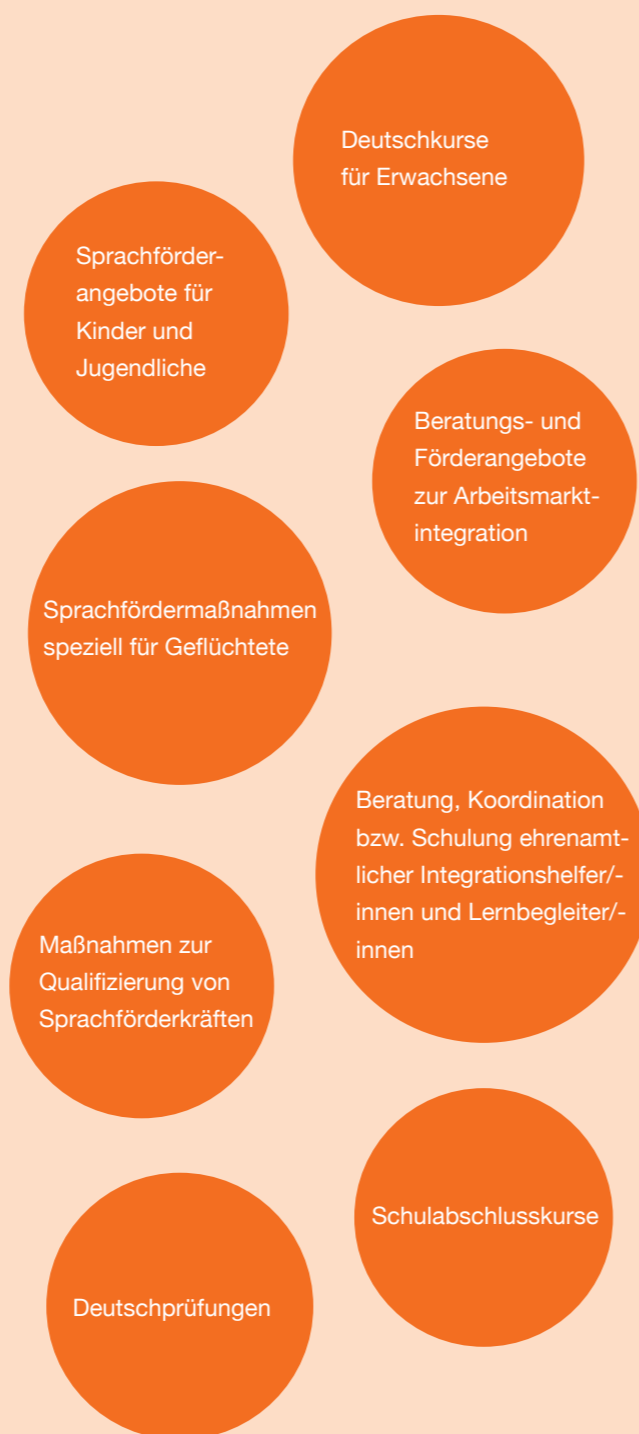 Deutschkurse
für Erwachsene
Sprachförder-
angebote für
Kinder und
Jugendliche
Beratungs- und
Förderangebote
zur Arbeitsmarkt-
integration
Sprachfördermaßnahmen
speziell für Geflüchtete
Beratung, Koordination
bzw. Schulung ehrenamt-
licher Integrationshelfer/-
innen und Lernbegleiter/-
innen
Maßnahmen zur
Qualifizierung von
Sprachförderkräften
Schulabschlusskurse
Deutschprüfungen